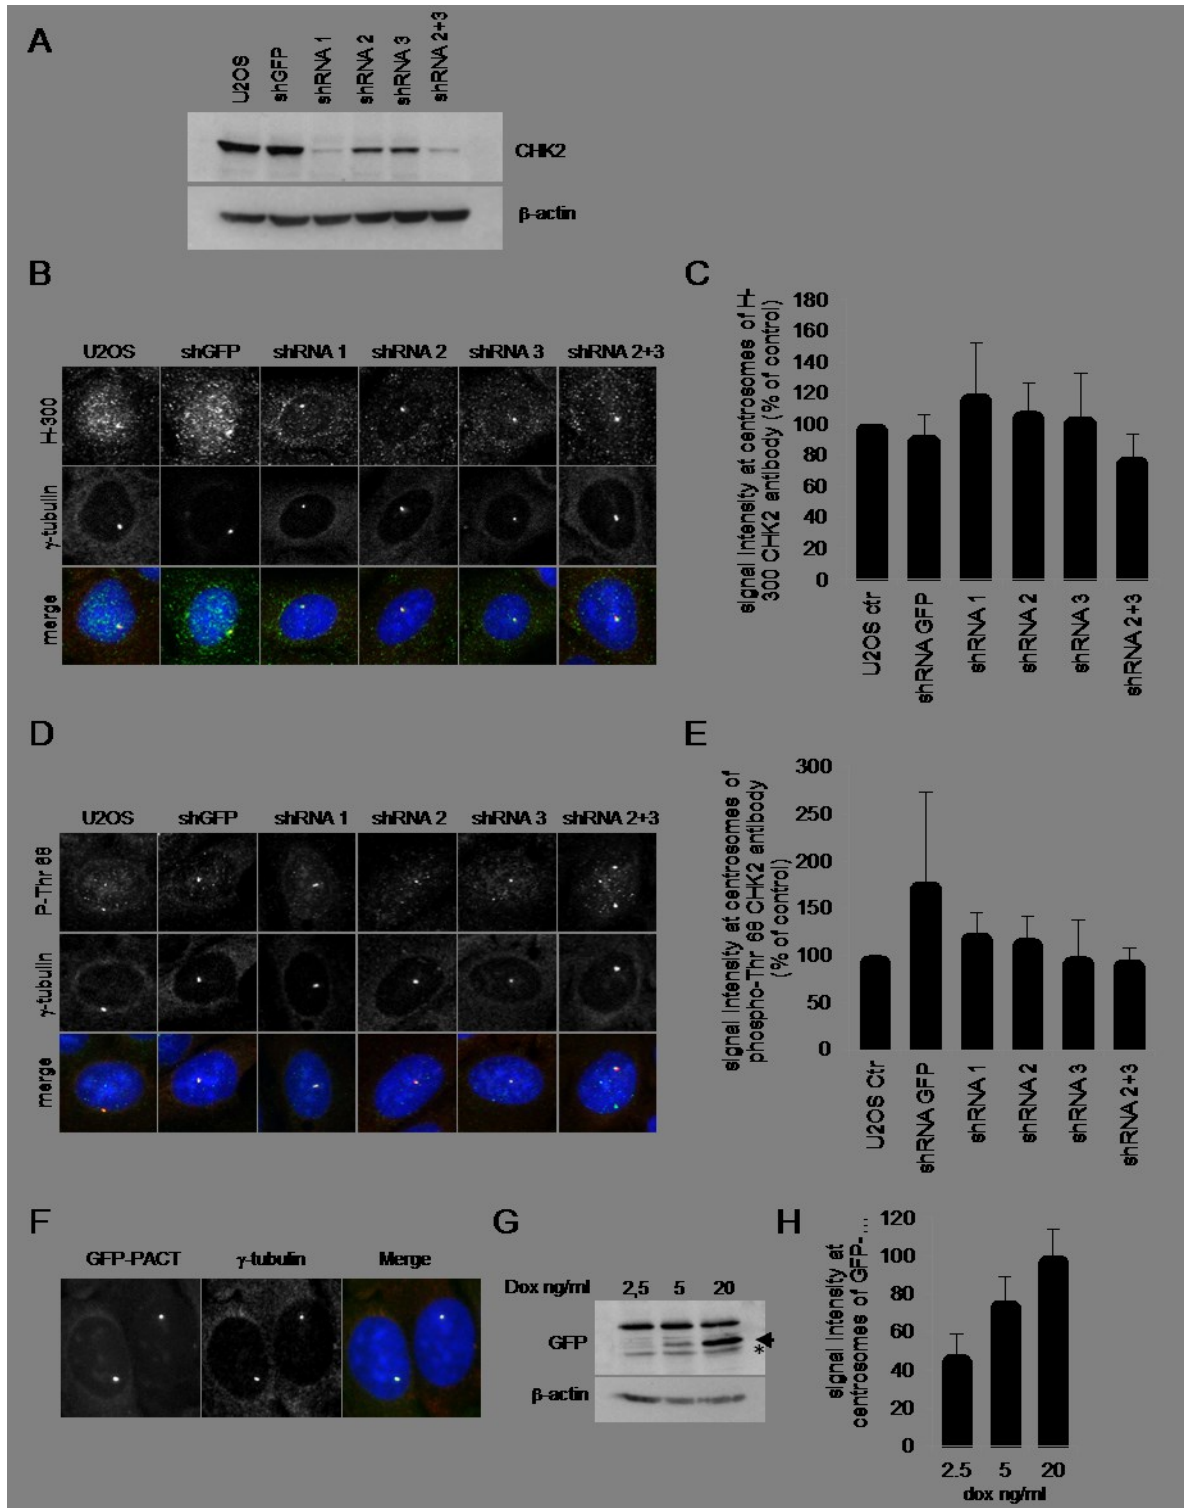 A
U2OS
shGFP
shRNA 1
shRNA 2
shRNA 3
shRNA 2+3
CHK2
β-actin
B
U2OS shGFP shRNA 1 shRNA 2 shRNA 3 shRNA 2+3
H-300
γ-tubulin
merge
C
signal intensity at centrosomes of H-
300 CHK2 antibody (% of control)
180
160
140
120
100
80
60
40
20
0
U2OS ctr
shRNA GFP
shRNA 1
shRNA 2
shRNA 3
shRNA 2+3
D
U2OS shGFP shRNA 1 shRNA 2 shRNA 3 shRNA 2+3
P-Thr 68
γ-tubulin
merge
E
signal intensity at centrosomes of
phospho-Thr 68 CHK2 antibody
(% of control)
300
250
200
150
100
50
0
U2OS Ctr
shRNA GFP
shRNA 1
shRNA 2
shRNA 3
shRNA 2+3
F
GFP-PACT γ-tubulin Merge
G
Dox ng/ml 2,5 5 20
GFP
*
β-actin
H
signal intensity at
centrosomes of GFP-...
120
100
80
60
40
20
0
2.5 5 20
dox ng/ml